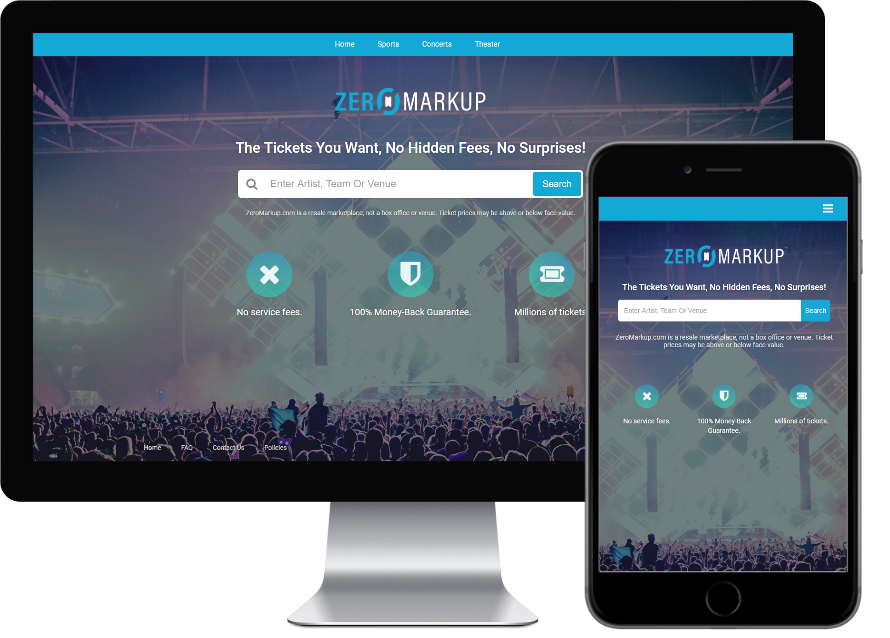 Home Sports Concerts Theater
ZERO MARKUP
The Tickets You Want, No Hidden Fees, No Surprises!
Enter Artist, Team Or Venue Search
ZeroMarkup.com is a resale marketplace, not a box office or venue. Ticket prices may be above or below face value.
No service fees. 100% Money-Back Guarantee. Millions of tickets
Home FAQ Contact Us Policies
ZERO MARKUP
The Tickets You Want, No Hidden Fees, No Surprises!
Enter Artist, Team Or Venue Search
ZeroMarkup.com is a resale marketplace, not a box office or venue. Ticket
prices may be above or below face value.
No service fees. 100% Money-Back Millions of tickets.
Guarantee.